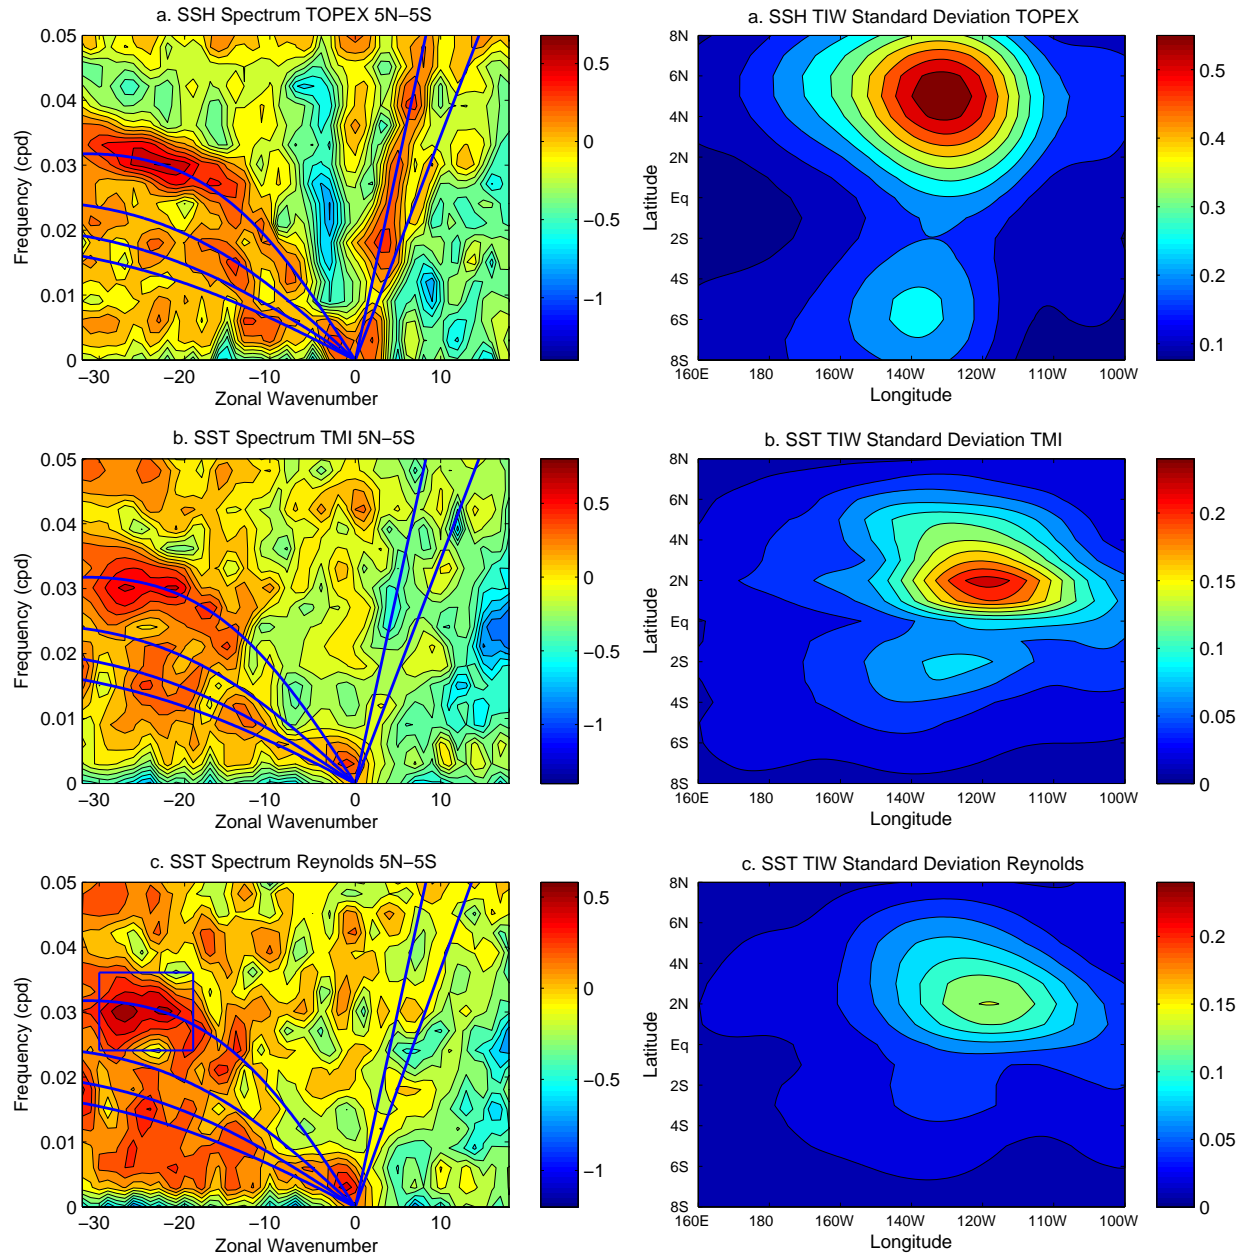 a. SSH Spectrum TOPEX 5N−5S
0.05
0.04
0.03
0.02
0.01
0
Frequency (cpd)
−30 −20 −10 0 10
Zonal Wavenumber
0.5
0
−0.5
−1
a. SSH TIW Standard Deviation TOPEX
8N
6N
4N
2N
Eq
2S
4S
6S
8S
Latitude
160E 180 160W 140W 120W 110W 100W
Longitude
0.5
0.4
0.3
0.2
0.1
b. SST Spectrum TMI 5N−5S
0.05
0.04
0.03
0.02
0.01
0
Frequency (cpd)
−30 −20 −10 0 10
Zonal Wavenumber
0.5
0
−0.5
−1
b. SST TIW Standard Deviation TMI
8N
6N
4N
2N
Eq
2S
4S
6S
8S
Latitude
160E 180 160W 140W 120W 110W 100W
Longitude
0.2
0.15
0.1
0.05
0
c. SST Spectrum Reynolds 5N−5S
0.05
0.04
0.03
0.02
0.01
0
Frequency (cpd)
−30 −20 −10 0 10
Zonal Wavenumber
0.5
0
−0.5
−1
c. SST TIW Standard Deviation Reynolds
8N
6N
4N
2N
Eq
2S
4S
6S
8S
Latitude
160E 180 160W 140W 120W 110W 100W
Longitude
0.2
0.15
0.1
0.05
0